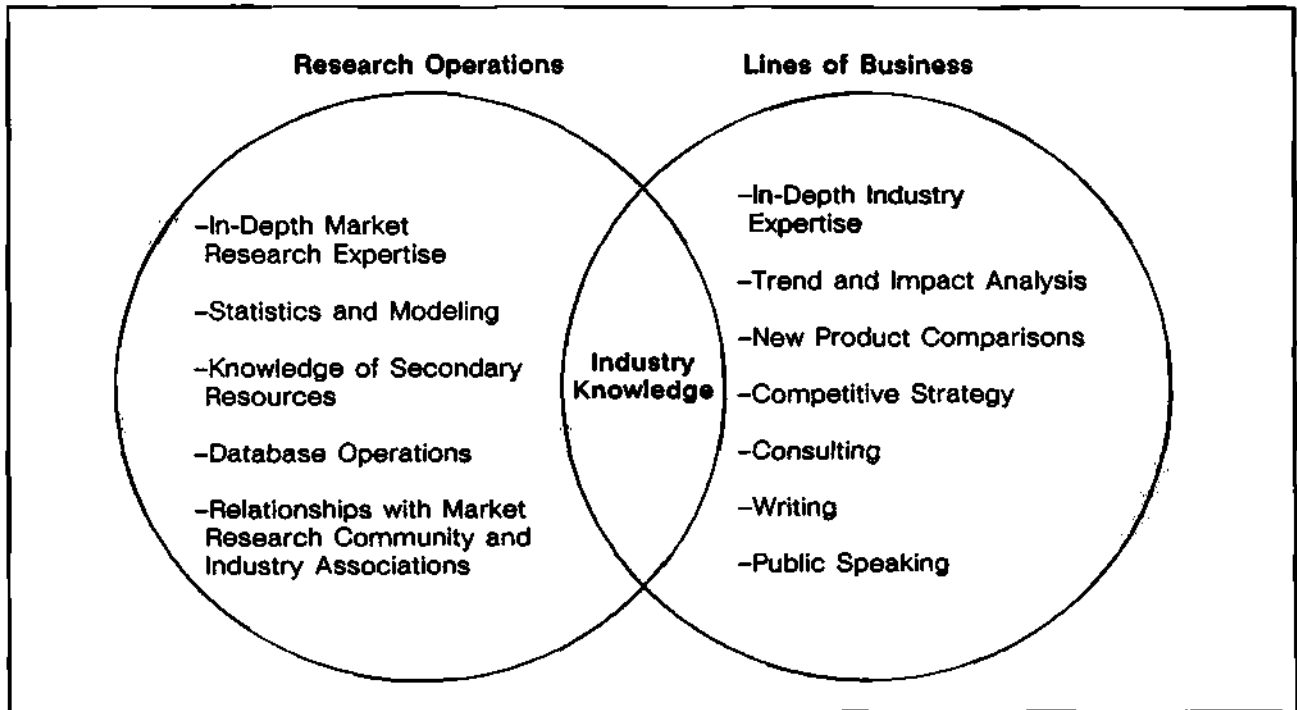 Research Operations
–In-Depth Market
Research Expertise
–Statistics and Modeling
–Knowledge of Secondary
Resources
–Database Operations
–Relationships with Market
Research Community and
Industry Associations
Industry
Knowledge
Lines of Business
–In-Depth Industry
Expertise
–Trend and Impact Analysis
–New Product Comparisons
–Competitive Strategy
–Consulting
–Writing
–Public Speaking